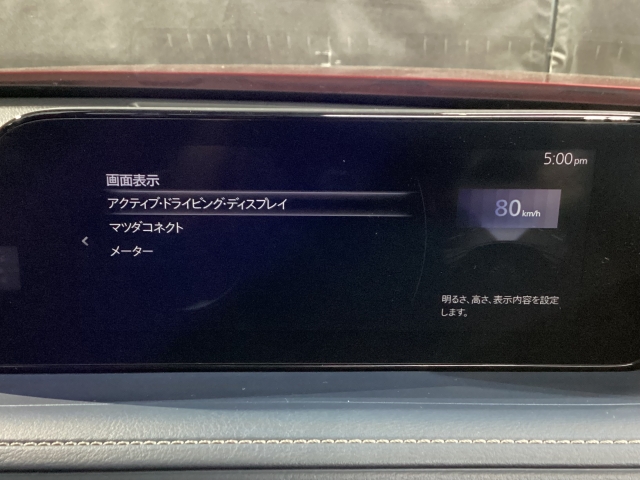 5:00pm
画面表示
アクティブ・ドライビング・ディスプレイ
80km/h
マツダコネクト
メーター
明るさ、高さ、表示内容を設定
します。